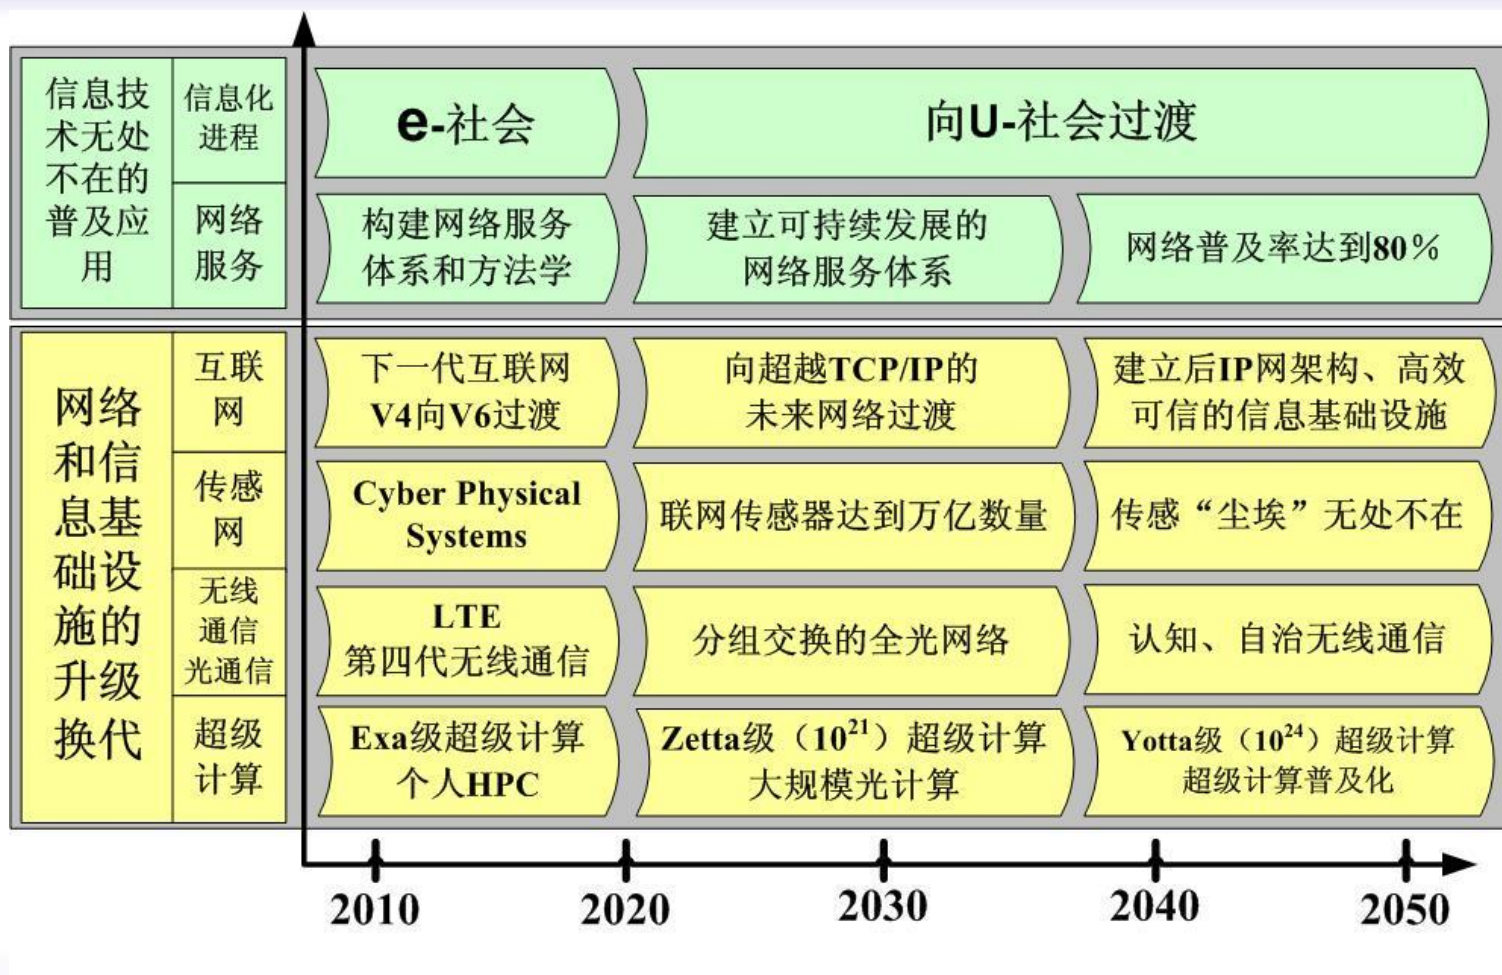 信息技
术无处
不在的
普及应
用
信息化
进程
e-社会
向U-社会过渡
网络
服务
构建网络服务
体系和方法学
建立可持续发展的
网络服务体系
网络普及率达到80%
网络
和信
息基
础设
施的
升级
换代
互联
网
下一代互联网
V4向V6过渡
向超越TCP/IP的
未来网络过渡
建立后IP网架构、高效
可信的信息基础设施
传感
网
Cyber Physical
Systems
联网传感器达到万亿数量
传感“尘埃”无处不在
无线
通信
光通信
LTE
第四代无线通信
分组交换的全光网络
认知、自治无线通信
超级
计算
Exa级超级计算
个人HPC
Zetta级（10²¹）超级计算
大规模光计算
Yotta级（10²⁴）超级计算
超级计算普及化
2010 2020 2030 2040 2050